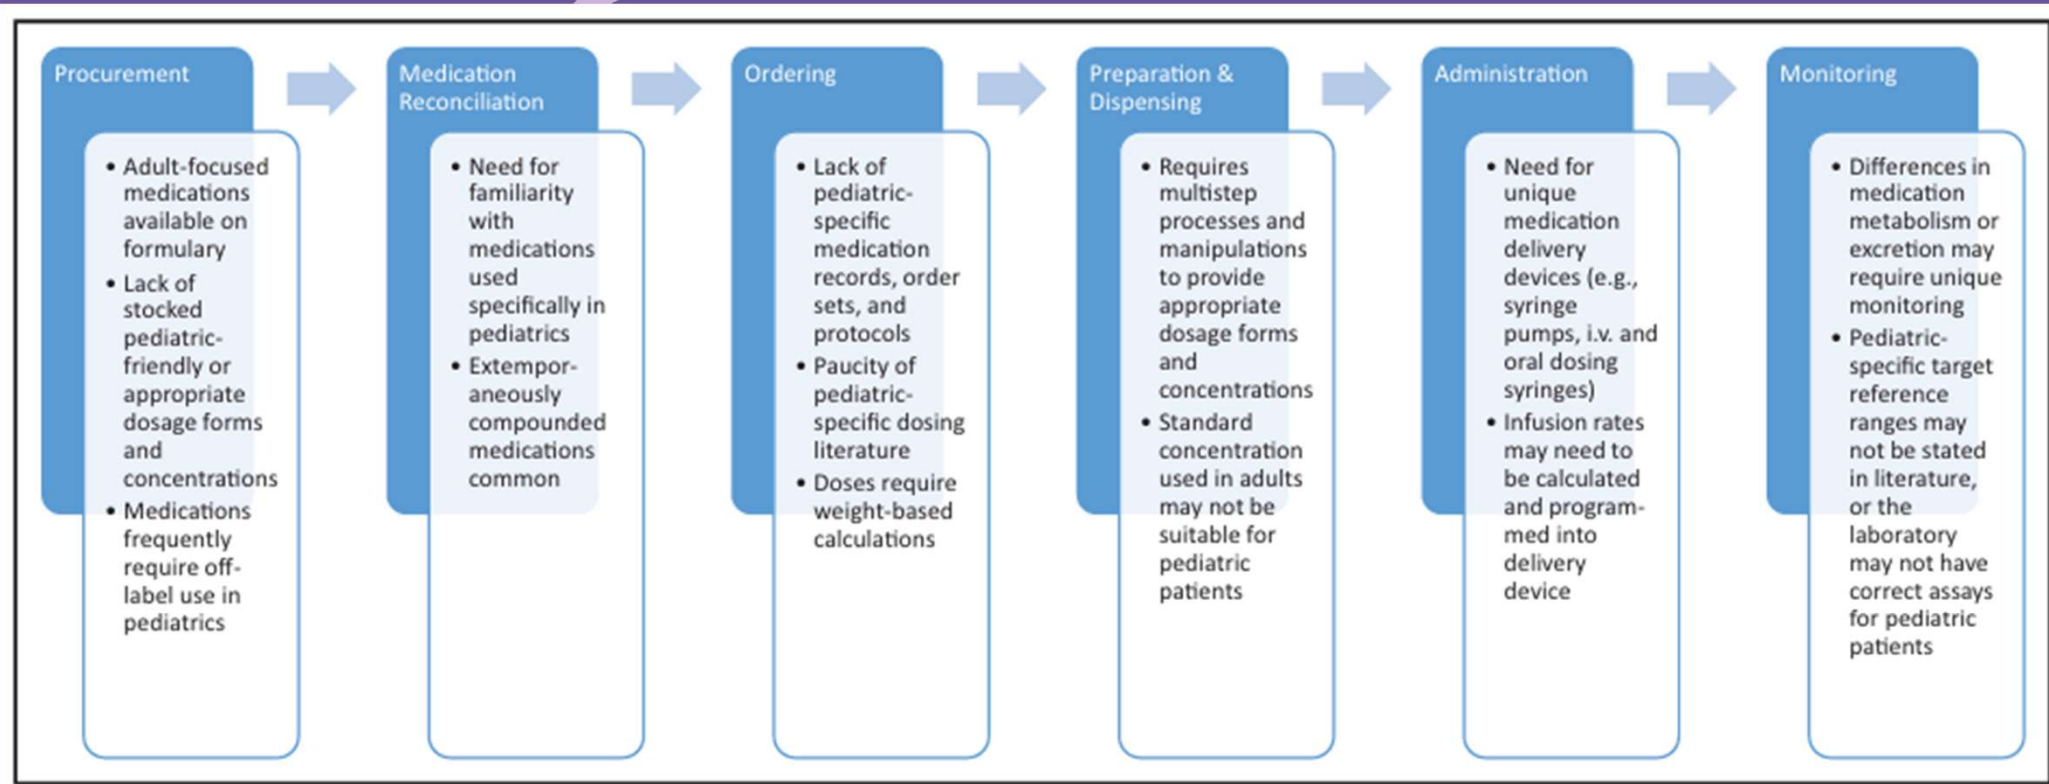 Procurement
• Adult-focused
medications
available on
formulary
• Lack of
stocked
pediatric-
friendly or
appropriate
dosage forms
and
concentrations
• Medications
frequently
require off-
label use in
pediatrics
Medication
Reconciliation
• Need for
familiarity
with
medications
used
specifically in
pediatrics
• Extempor-
aneously
compounded
medications
common
Ordering
• Lack of
pediatric-
specific
medication
records, order
sets, and
protocols
• Paucity of
pediatric-
specific dosing
literature
• Doses require
weight-based
calculations
Preparation &
Dispensing
• Requires
multistep
processes and
manipulations
to provide
appropriate
dosage forms
and
concentrations
• Standard
concentration
used in adults
may not be
suitable for
pediatric
patients
Administration
• Need for
unique
medication
delivery
devices (e.g.,
syringe
pumps, i.v. and
oral dosing
syringes)
• Infusion rates
may need to
be calculated
and program-
med into
delivery
device
Monitoring
• Differences in
medication
metabolism or
excretion may
require unique
monitoring
• Pediatric-
specific target
reference
ranges may
not be stated
in literature,
or the
laboratory
may not have
correct assays
for pediatric
patients